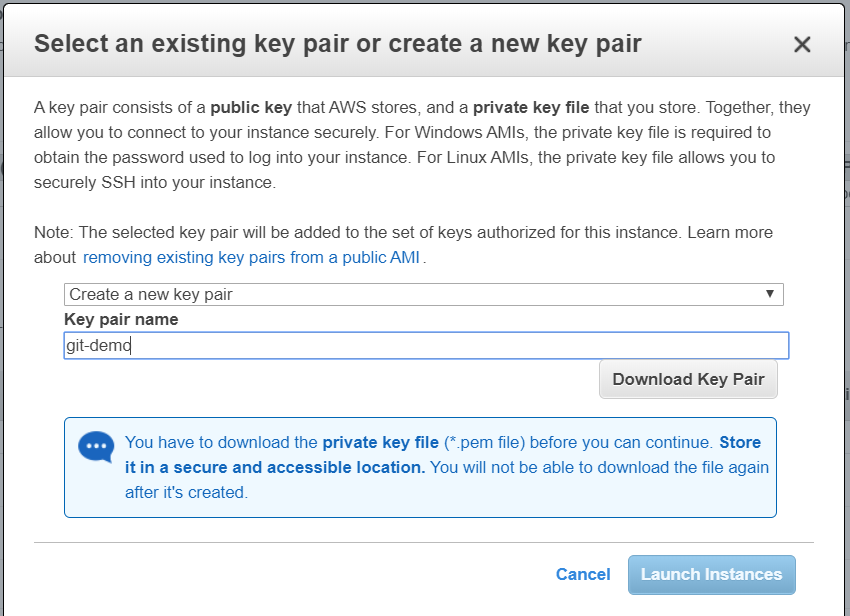 Select an existing key pair or create a new key pair
A key pair consists of a public key that AWS stores, and a private key file that you store. Together, they
allow you to connect to your instance securely. For Windows AMIs, the private key file is required to
obtain the password used to log into your instance. For Linux AMIs, the private key file allows you to
securely SSH into your instance.
Note: The selected key pair will be added to the set of keys authorized for this instance. Learn more
about removing existing key pairs from a public AMI.
Create a new key pair
Key pair name
git-demo
Download Key Pair
You have to download the private key file (*.pem file) before you can continue. Store
it in a secure and accessible location. You will not be able to download the file again
after it's created.
Cancel Launch Instances